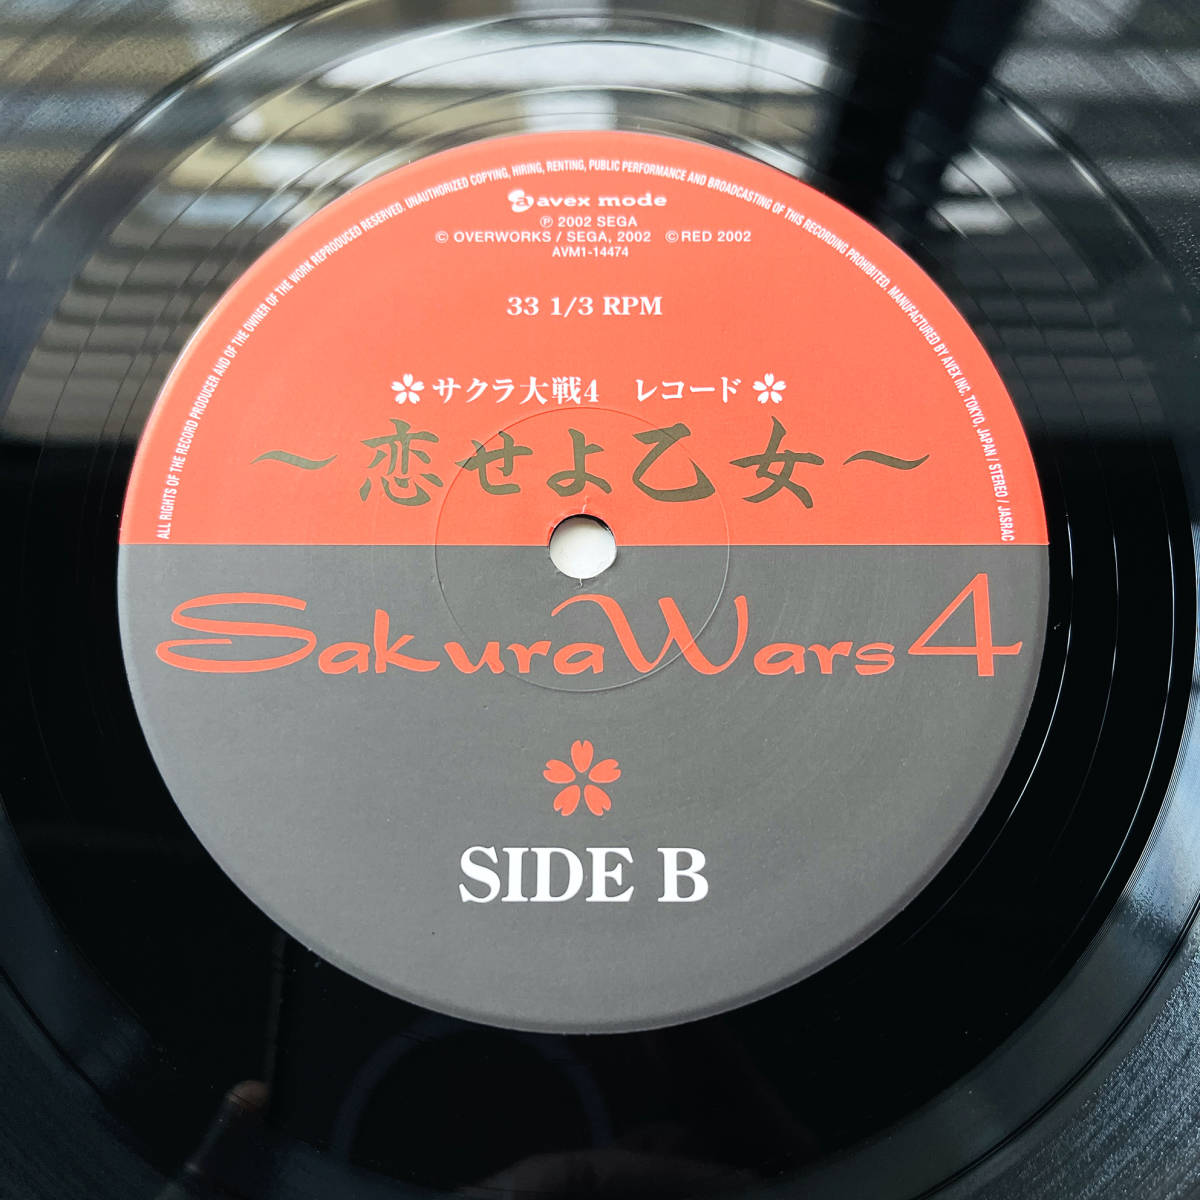 ALL RIGHTS OF THE RECORD PRODUCER AND OF THE OWNER OF THE WORK REPRODUCED RESERVED. UNAUTHORIZED COPYING, HIRING, RENTING, PUBLIC PERFORMANCE AND BROADCASTING OF THIS RECORDING PROHIBITED. MANUFACTURED BY AVEX INC. TOKYO, JAPAN / STEREO / JASRAC
a avex mode
℗ 2002 SEGA
© OVERWORKS / SEGA, 2002 © RED 2002
AVM1-14474
33 1/3 RPM
サクラ大戦4 レコード
～恋せよ乙女～
Sakura Wars 4
SIDE B